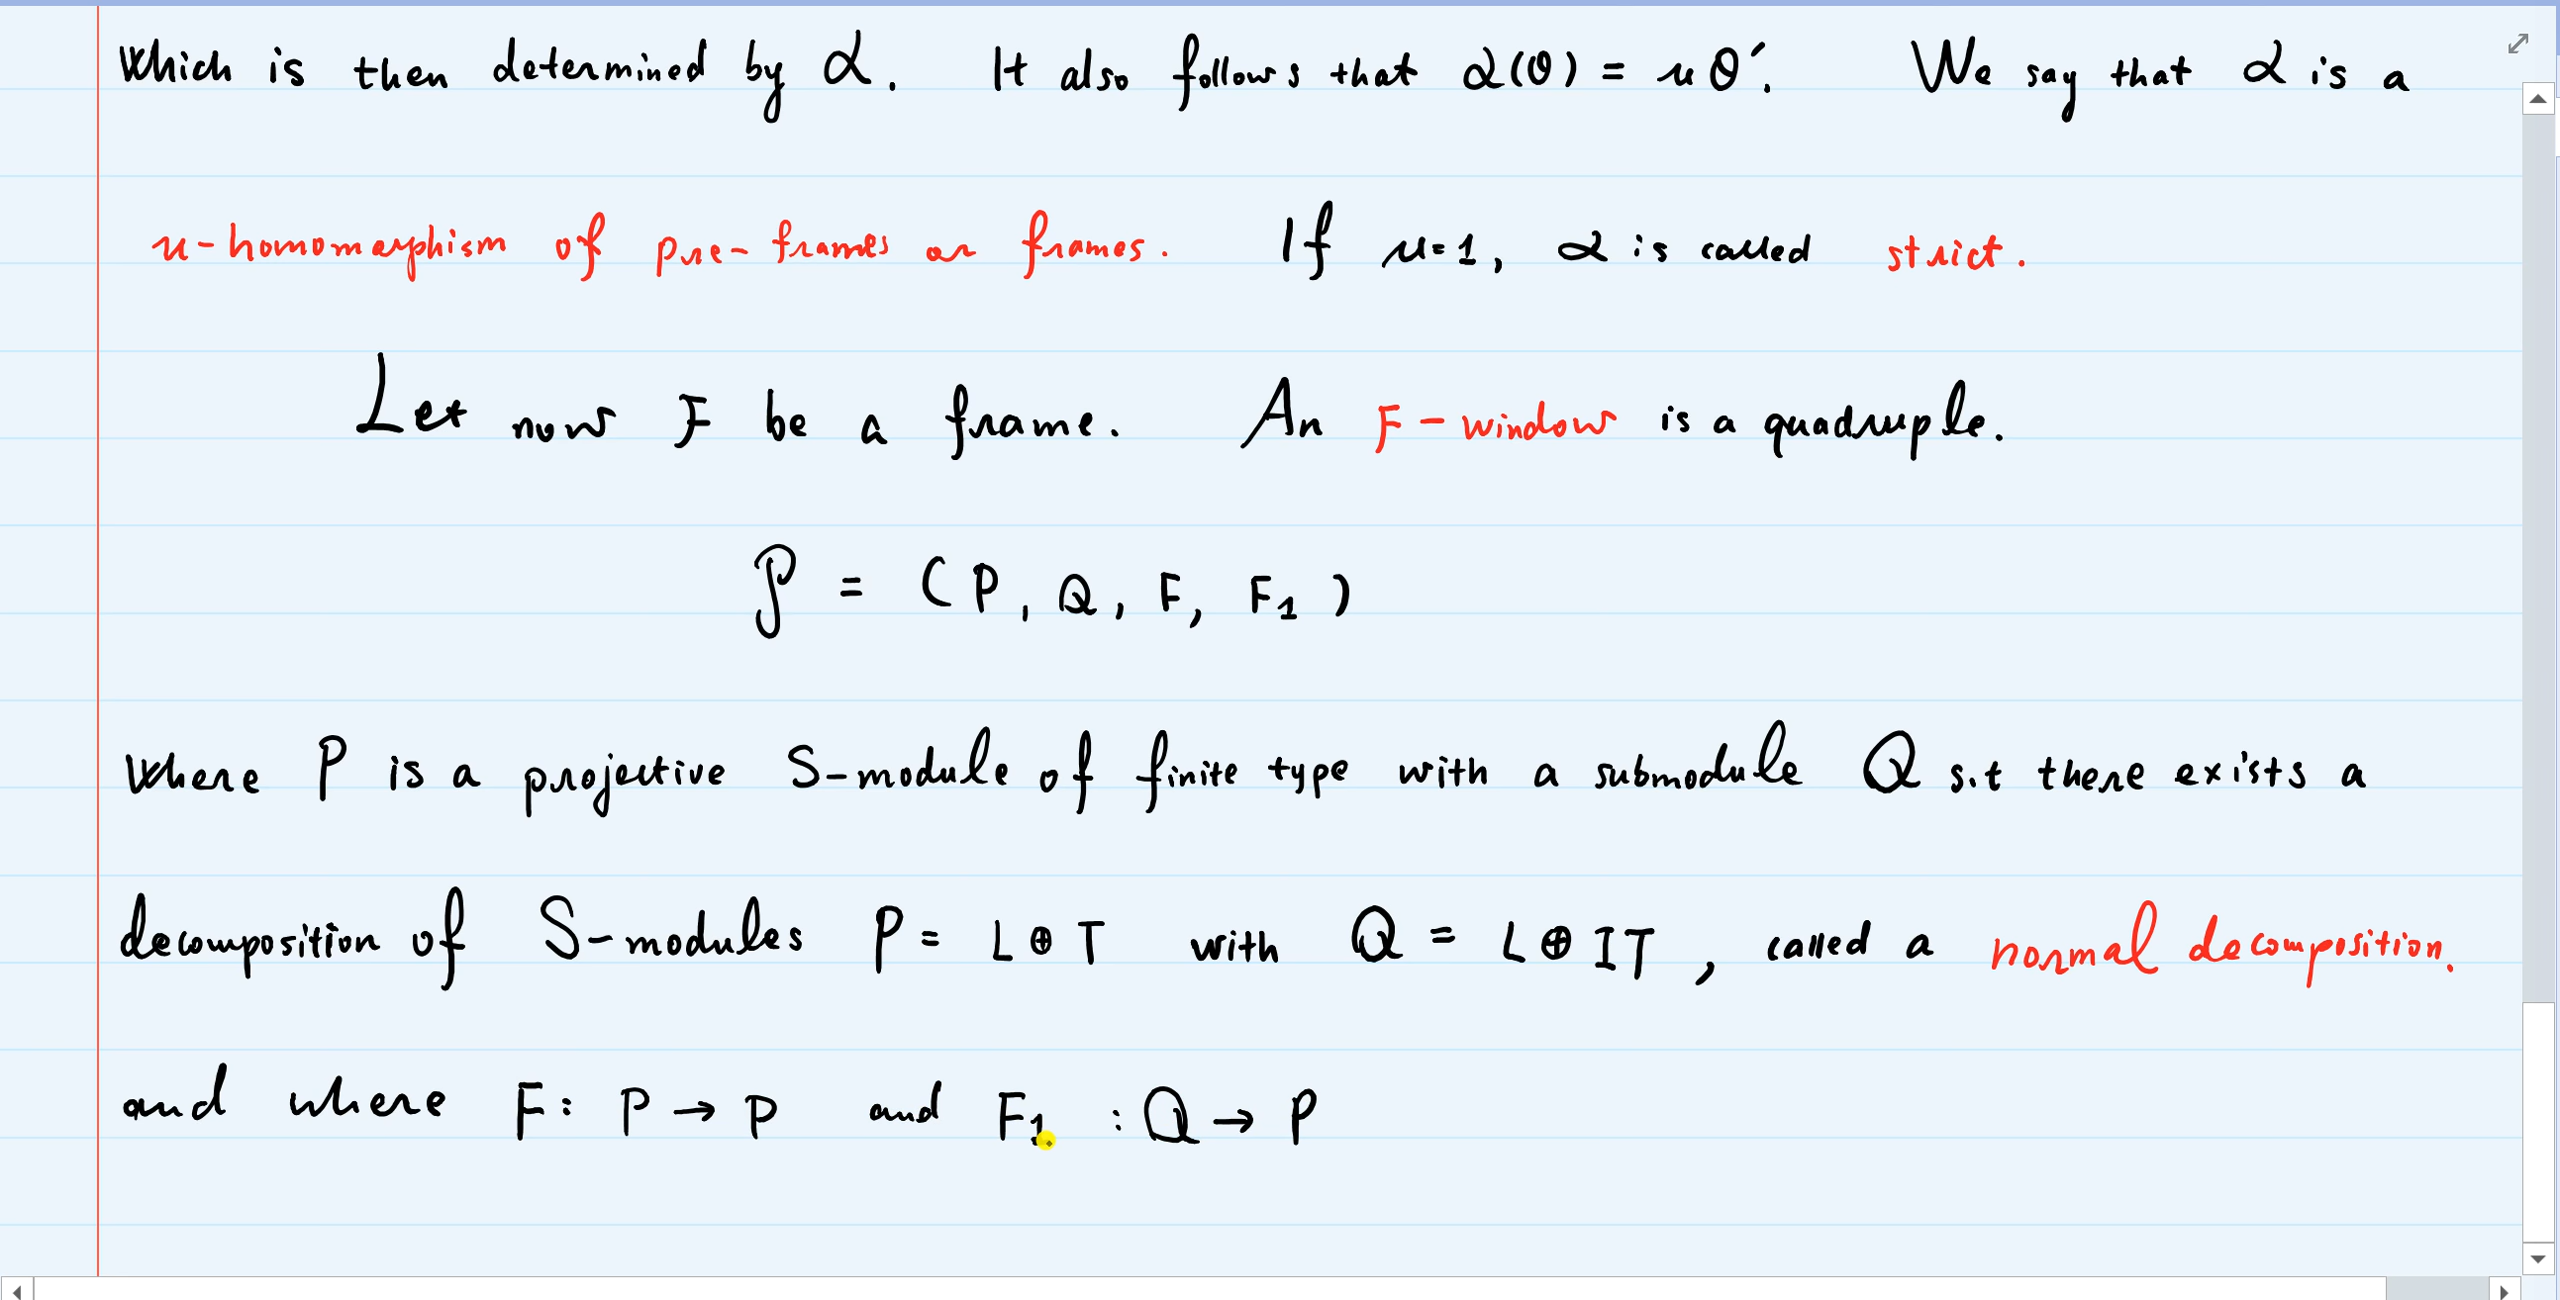 which is then determined by α. It also follows that α(θ) = uθ'. We say that α is a
u-homomorphism of pre-frames or frames. If u=1, α is called strict.
Let now F be a frame. An F-window is a quadruple.
P = (P, Q, F, F₁)
where P is a projective S-module of finite type with a submodule Q s.t there exists a
decomposition of S-modules P = L⊕T with Q = L⊕IT, called a normal decomposition.
and where F: P → P and F₁ : Q → P